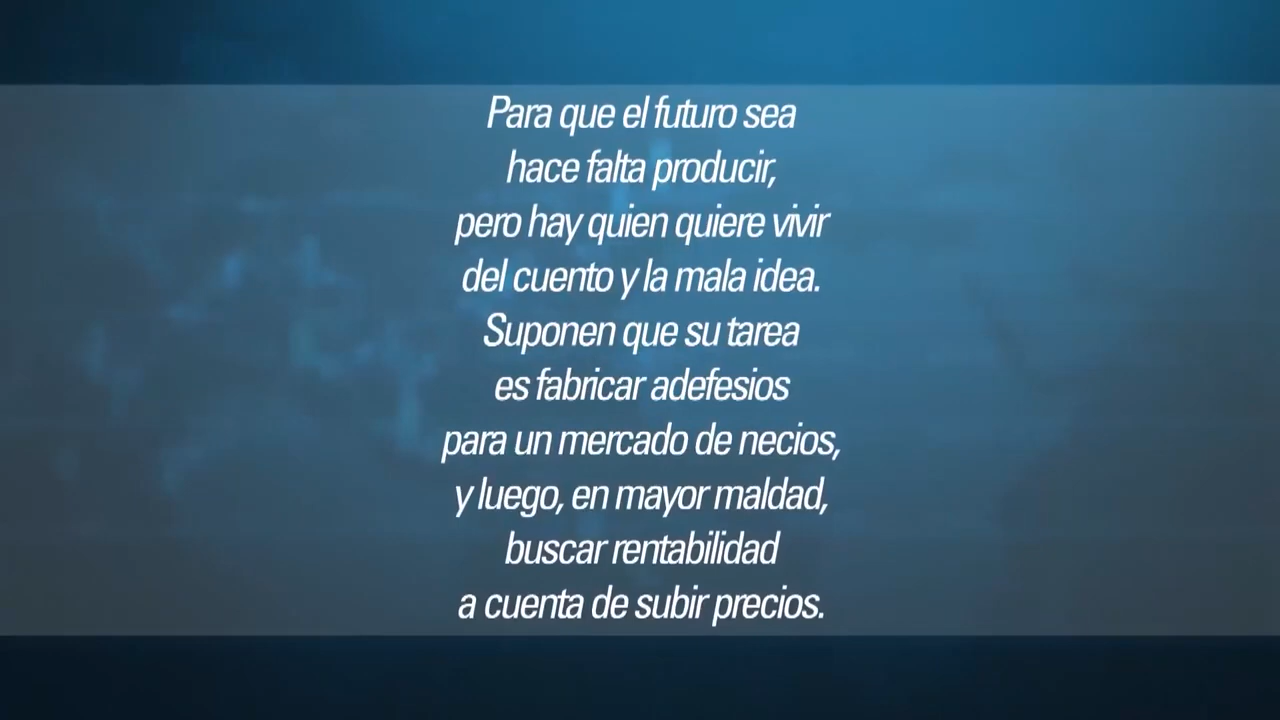 Para que el futuro sea
hace falta producir,
pero hay quien quiere vivir
del cuento y la mala idea.
Suponen que su tarea
es fabricar adefesios
para un mercado de necios,
y luego, en mayor maldad,
buscar rentabilidad
a cuenta de subir precios.